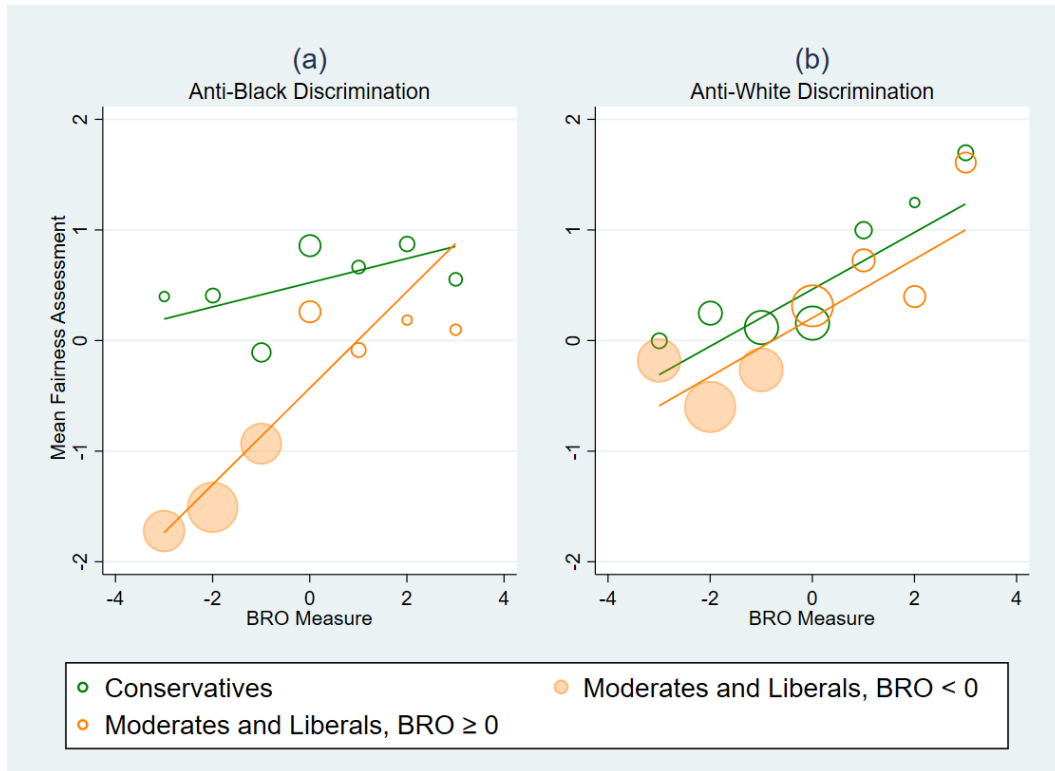 (a)
Anti-Black Discrimination
(b)
Anti-White Discrimination
Mean Fairness Assessment
2
1
0
-1
-2
-4
-2
0
2
4
BRO Measure
2
1
0
-1
-2
-4
-2
0
2
4
BRO Measure
Conservatives
Moderates and Liberals, BRO < 0
Moderates and Liberals, BRO ≥ 0